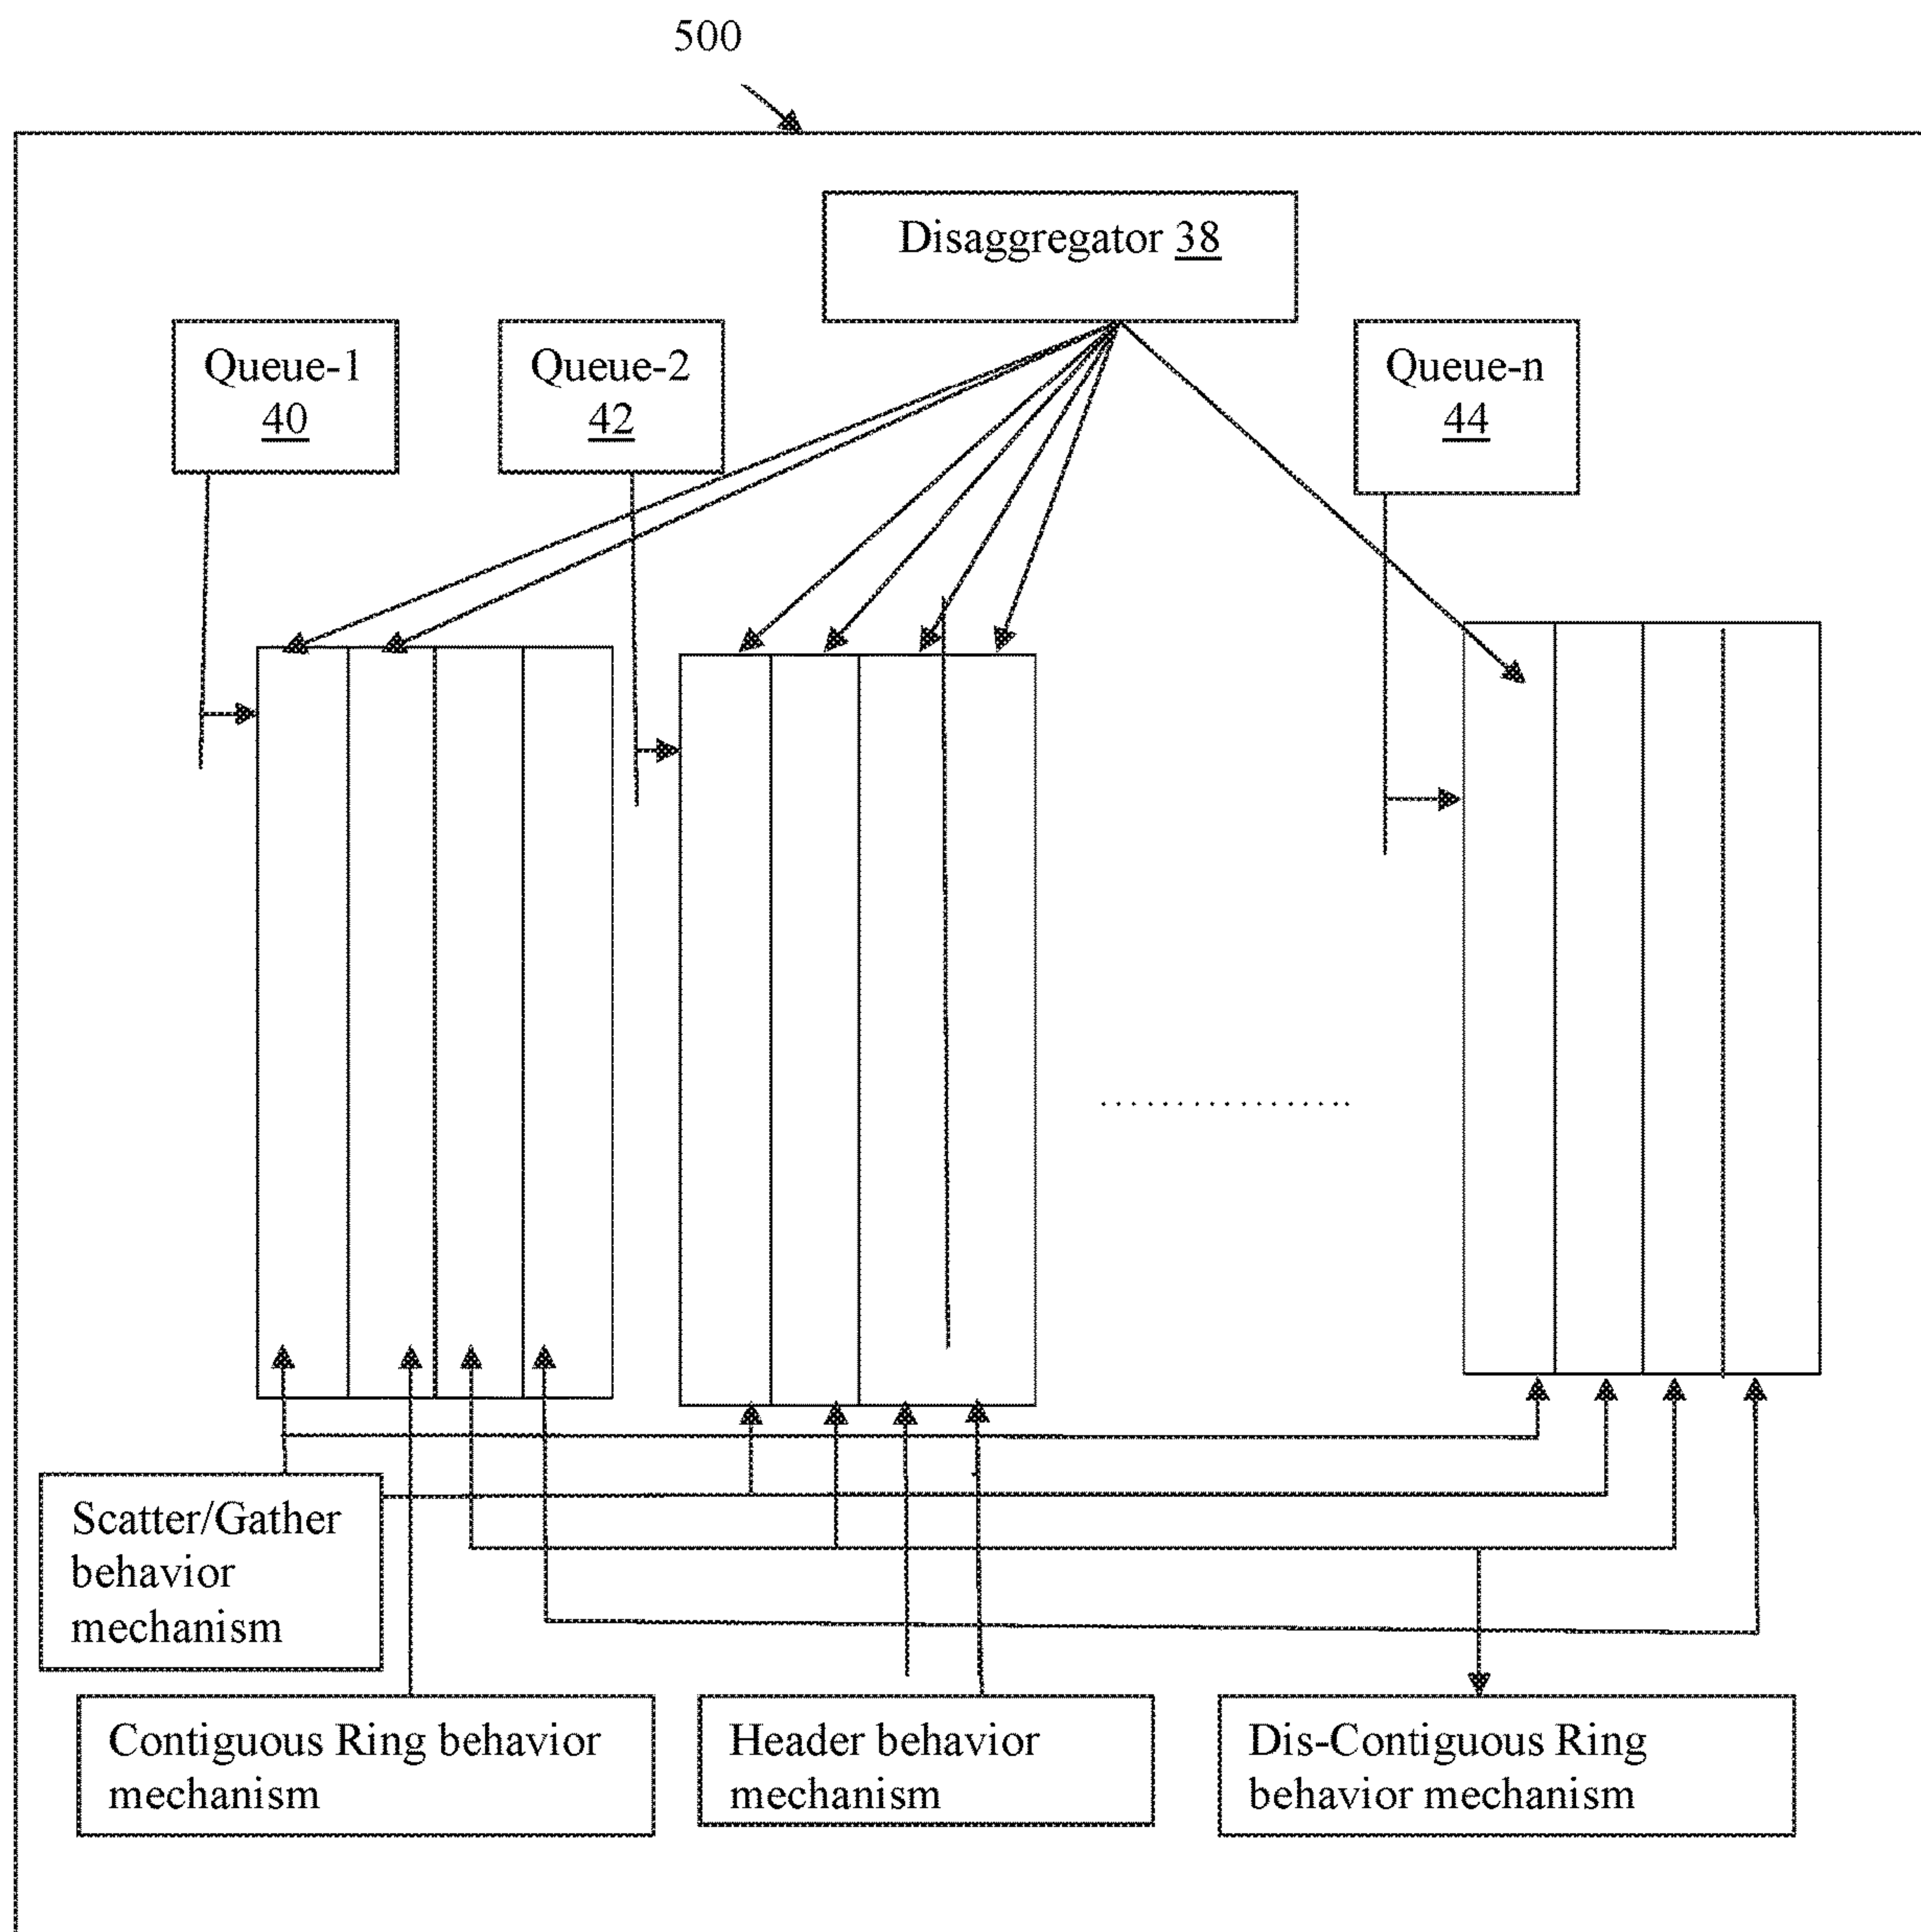 500
Disaggregator 38
Queue-1
40
Queue-2
42
Queue-n
44
Scatter/Gather
behavior
mechanism
Contiguous Ring behavior
mechanism
Header behavior
mechanism
Dis-Contiguous Ring
behavior mechanism